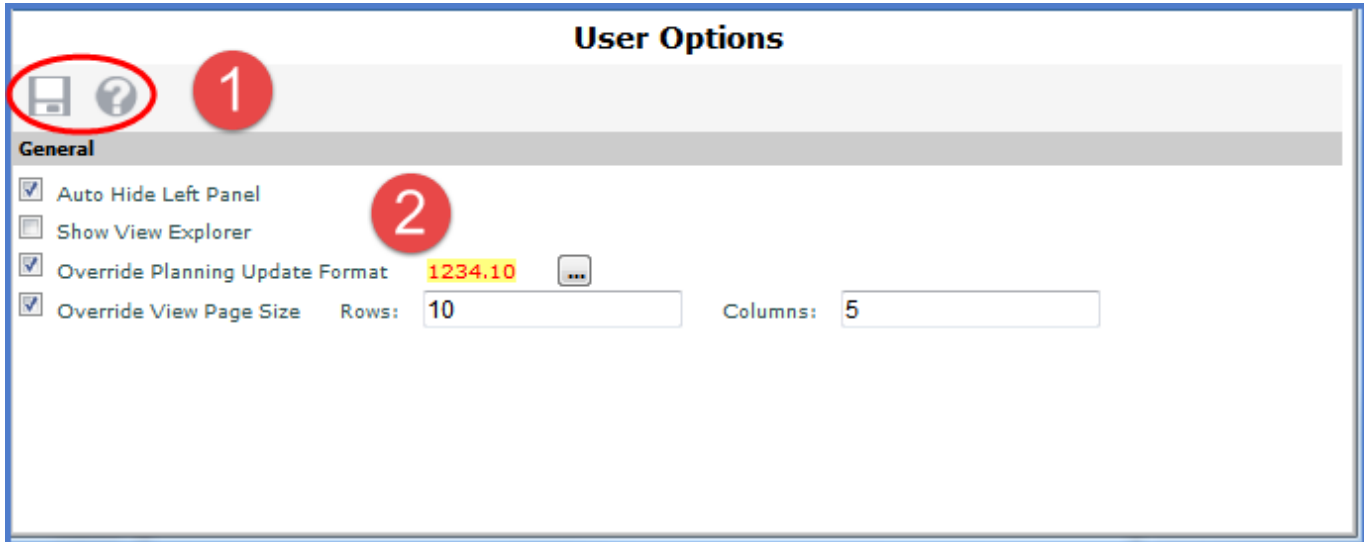 User Options
1
General
Auto Hide Left Panel
2
Show View Explorer
Override Planning Update Format 1234.10 ...
Override View Page Size Rows: 10 Columns: 5